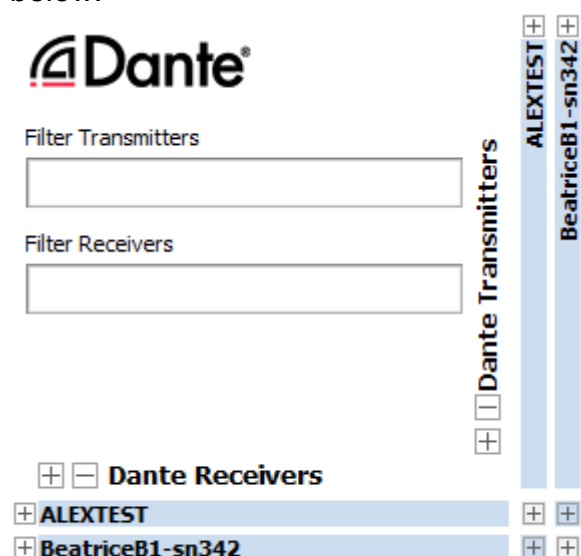 Dante®
Filter Transmitters
Filter Receivers
Dante Transmitters
ALEXTEST
BeatriceB1-sn342
Dante Receivers
ALEXTEST
BeatriceB1-sn342